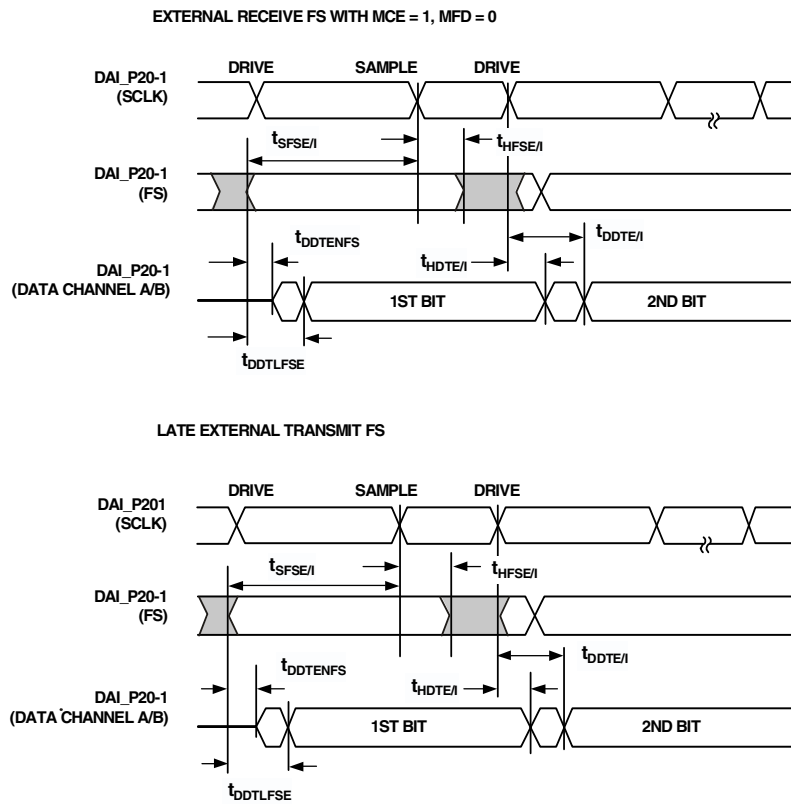 EXTERNAL RECEIVE FS WITH MCE = 1, MFD = 0
DRIVE SAMPLE DRIVE
DAI_P20-1
(SCLK)
tSFSE/I tHFSE/I
DAI_P20-1
(FS)
tDDTENFS tDDTE/I
tHDTE/I
DAI_P20-1
(DATA CHANNEL A/B)
1ST BIT 2ND BIT
tDDTLFSE
LATE EXTERNAL TRANSMIT FS
DRIVE SAMPLE DRIVE
DAI_P201
(SCLK)
tSFSE/I tHFSE/I
DAI_P20-1
(FS)
tDDTENFS tDDTE/I
tHDTE/I
DAI_P20-1
(DATA CHANNEL A/B)
1ST BIT 2ND BIT
tDDTLFSE